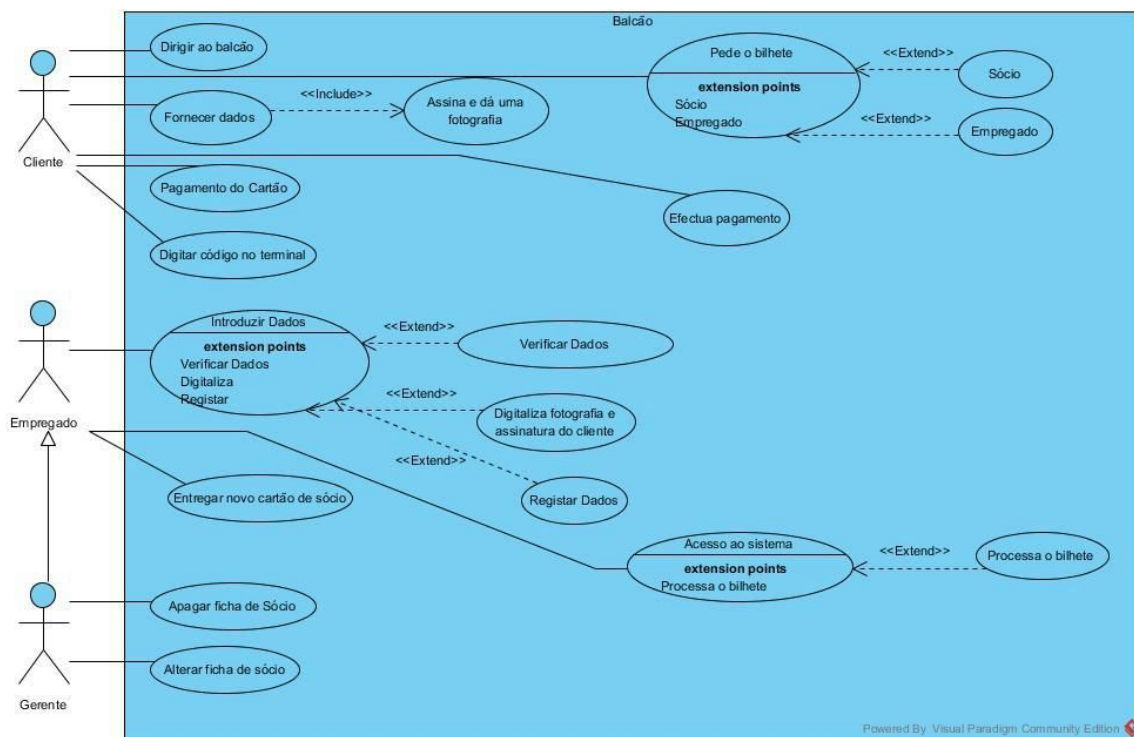 Balcão
Dirigir ao balcão
Pede o bilhete
extension points
Sócio
Empregado
<<Extend>>
Sócio
<<Extend>>
Empregado
Fornecer dados
<<Include>>
Assina e dá uma
fotografia
Cliente
Pagamento do Cartão
Efectua pagamento
Digitar código no terminal
Introduzir Dados
extension points
Verificar Dados
Digitaliza
Registar
<<Extend>>
Verificar Dados
<<Extend>>
Digitaliza fotografia e
assinatura do cliente
<<Extend>>
Registar Dados
Empregado
Entregar novo cartão de sócio
Acesso ao sistema
extension points
Processa o bilhete
<<Extend>>
Processa o bilhete
Apagar ficha de Sócio
Alterar ficha de sócio
Gerente
Powered By Visual Paradigm Community Edition